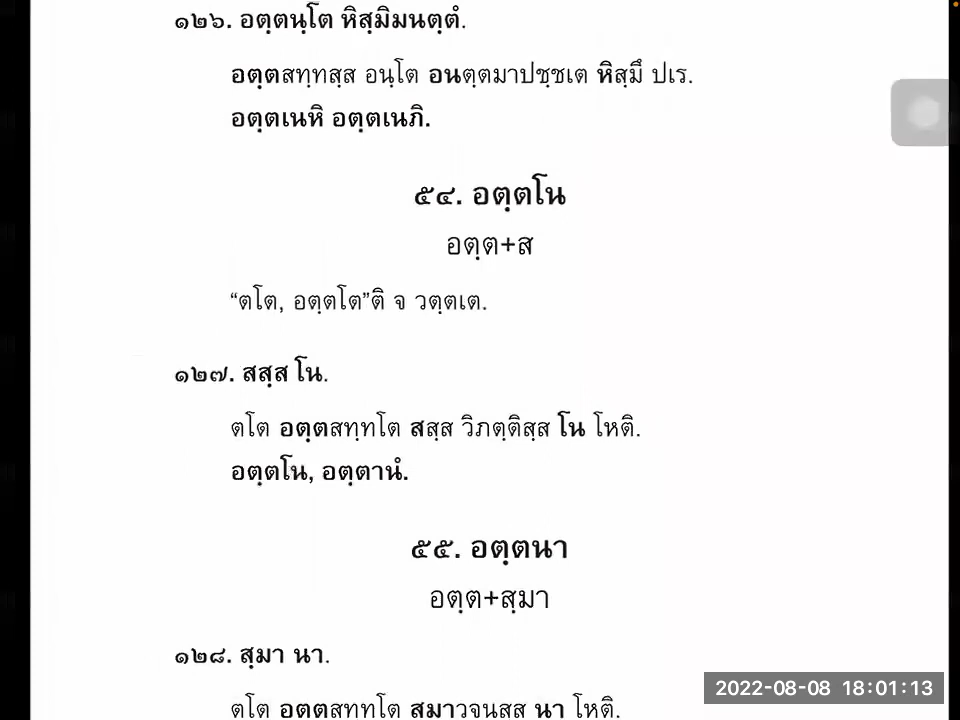 ๑๒๖. อตฺตนฺโต หิสฺมิมนตฺตํ.
อตฺตสทฺทสฺส อนฺโต อนตฺตมาปชฺชเต หิสฺมึ ปเร.
อตฺตเนหิ อตฺตเนภิ.
๕๔. อตฺตโน
อตฺต+ส
“ตโต, อตฺตโต”ติ จ วตฺตเต.
๑๒๗. สสฺส โน.
ตโต อตฺตสทฺทโต สสฺส วิภตฺติสฺส โน โหติ.
อตฺตโน, อตฺตานํ.
๕๕. อตฺตนา
อตฺต+สฺมา
๑๒๘. สฺมา นา.
ตโต อตฺตสทฺทโต สฺมาวจนสฺส นา โหติ.
2022-08-08 18:01:13